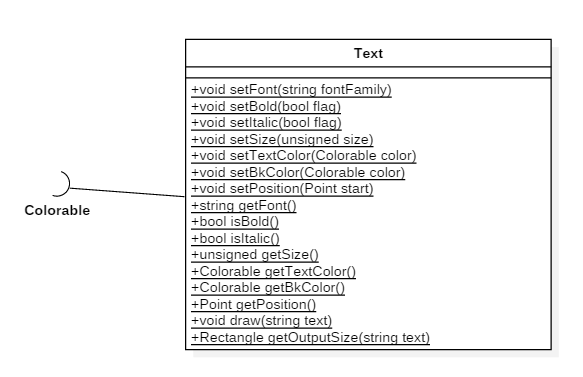 Text
+void setFont(string fontFamily)
+void setBold(bool flag)
+void setItalic(bool flag)
+void setSize(unsigned size)
+void setTextColor(Colorable color)
+void setBkColor(Colorable color)
+void setPosition(Point start)
+string getFont()
+bool isBold()
+bool isItalic()
+unsigned getSize()
+Colorable getTextColor()
+Colorable getBkColor()
+Point getPosition()
+void draw(string text)
+Rectangle getOutputSize(string text)
Colorable